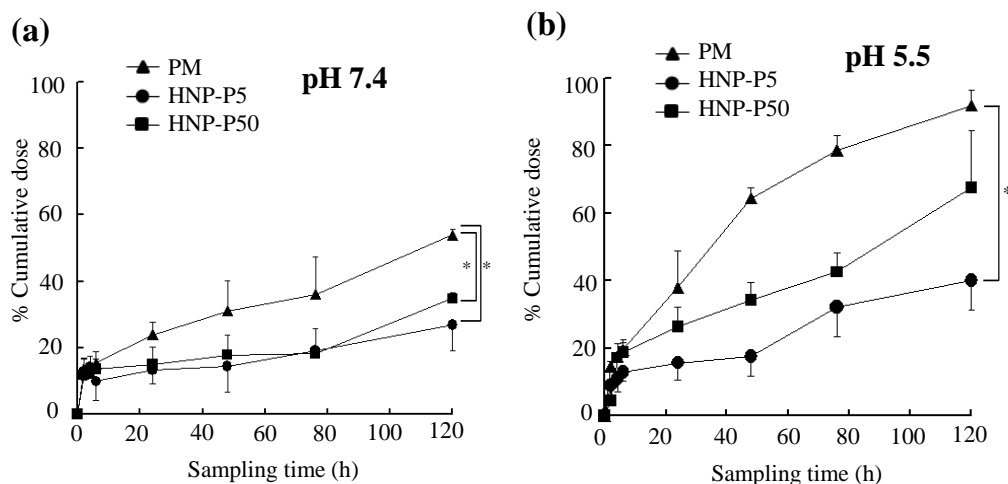 (a)
pH 7.4
PM
HNP-P5
HNP-P50
% Cumulative dose
100
80
60
40
20
0
0 20 40 60 80 100 120
Sampling time (h)
* *
(b)
pH 5.5
PM
HNP-P5
HNP-P50
% Cumulative dose
100
80
60
40
20
0
0 20 40 60 80 100 120
Sampling time (h)
*